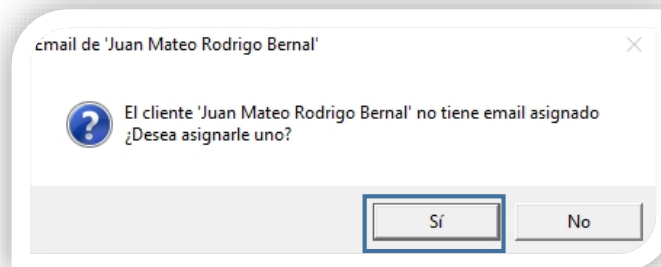 Email de 'Juan Mateo Rodrigo Bernal'
El cliente 'Juan Mateo Rodrigo Bernal' no tiene email asignado
¿Desea asignarle uno?
Sí
No